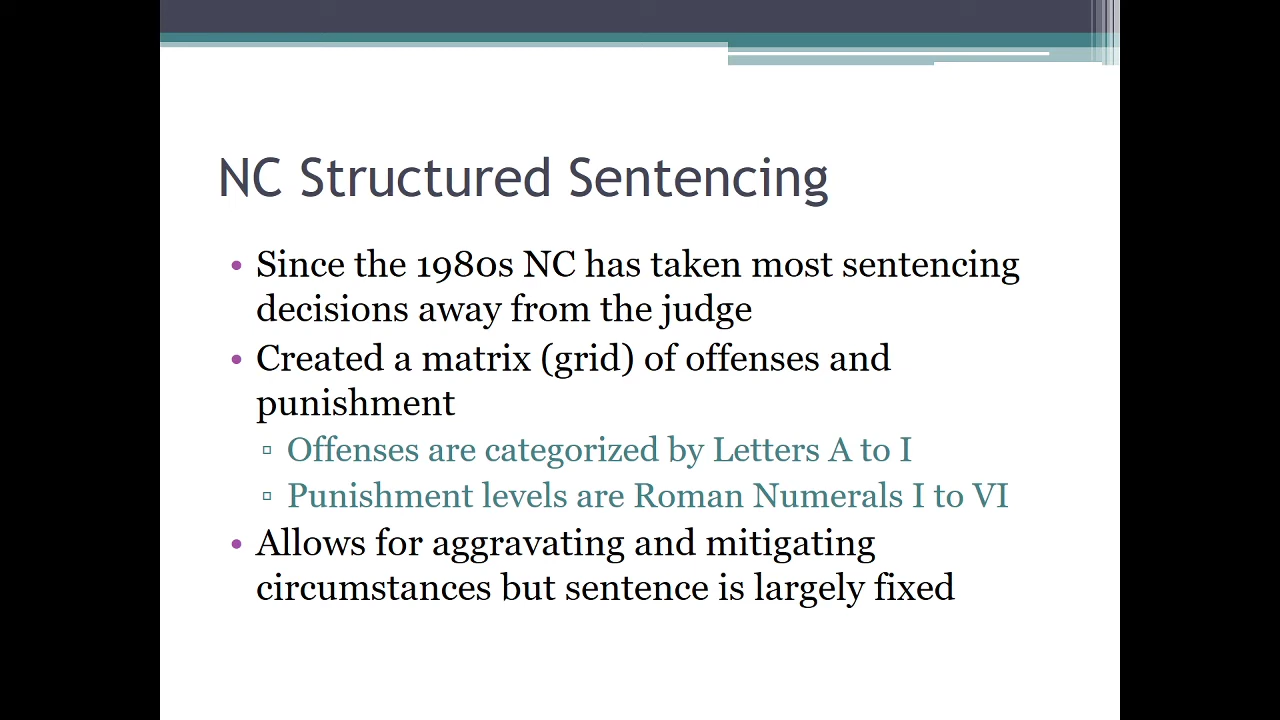 NC Structured Sentencing
• Since the 1980s NC has taken most sentencing
decisions away from the judge
• Created a matrix (grid) of offenses and
punishment
▫ Offenses are categorized by Letters A to I
▫ Punishment levels are Roman Numerals I to VI
• Allows for aggravating and mitigating
circumstances but sentence is largely fixed